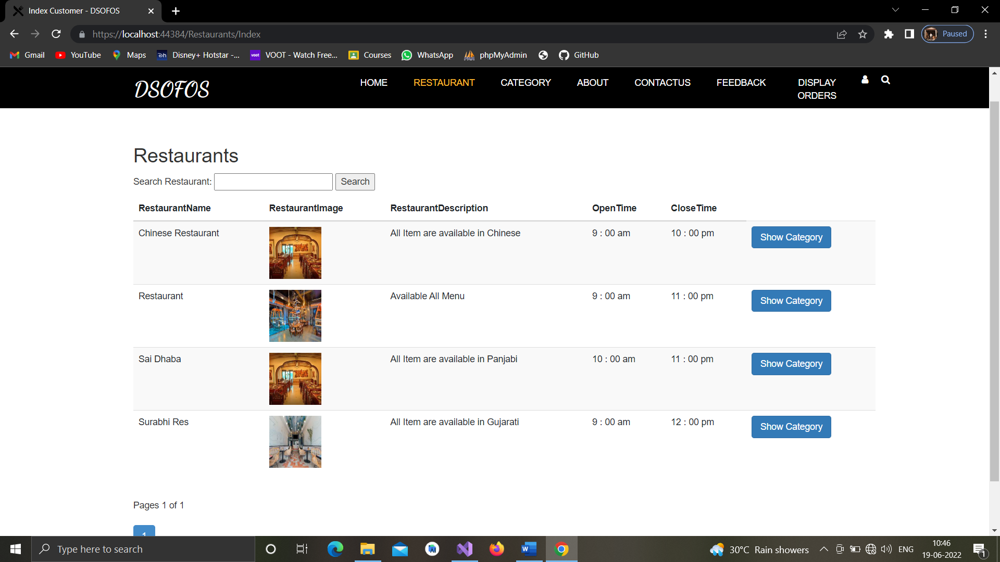 Index Customer - DSOFOS
https://localhost:44384/Restaurants/Index
Paused
Gmail YouTube Maps Disney+ Hotstar -... VOOT - Watch Free... Courses WhatsApp phpMyAdmin GitHub
DSOFOS
HOME RESTAURANT CATEGORY ABOUT CONTACTUS FEEDBACK DISPLAY ORDERS
Restaurants
Search Restaurant: Search
RestaurantName RestaurantImage RestaurantDescription OpenTime CloseTime
Chinese Restaurant All Item are available in Chinese 9 : 00 am 10 : 00 pm Show Category
Restaurant Available All Menu 9 : 00 am 11 : 00 pm Show Category
Sai Dhaba All Item are available in Panjabi 10 : 00 am 11 : 00 pm Show Category
Surabhi Res All Item are available in Gujarati 9 : 00 am 12 : 00 pm Show Category
Pages 1 of 1
1
Type here to search
30°C Rain showers
ENG
10:46
19-06-2022
1